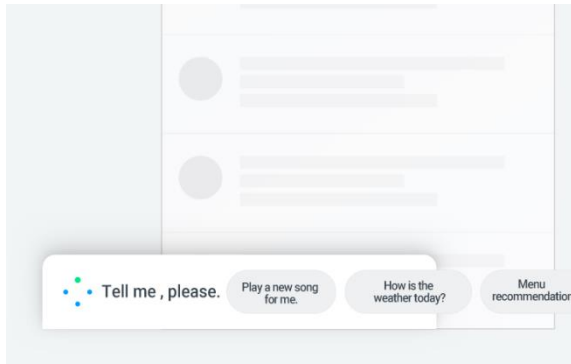 Tell me , please.
Play a new song
for me.
How is the
weather today?
Menu
recommendation